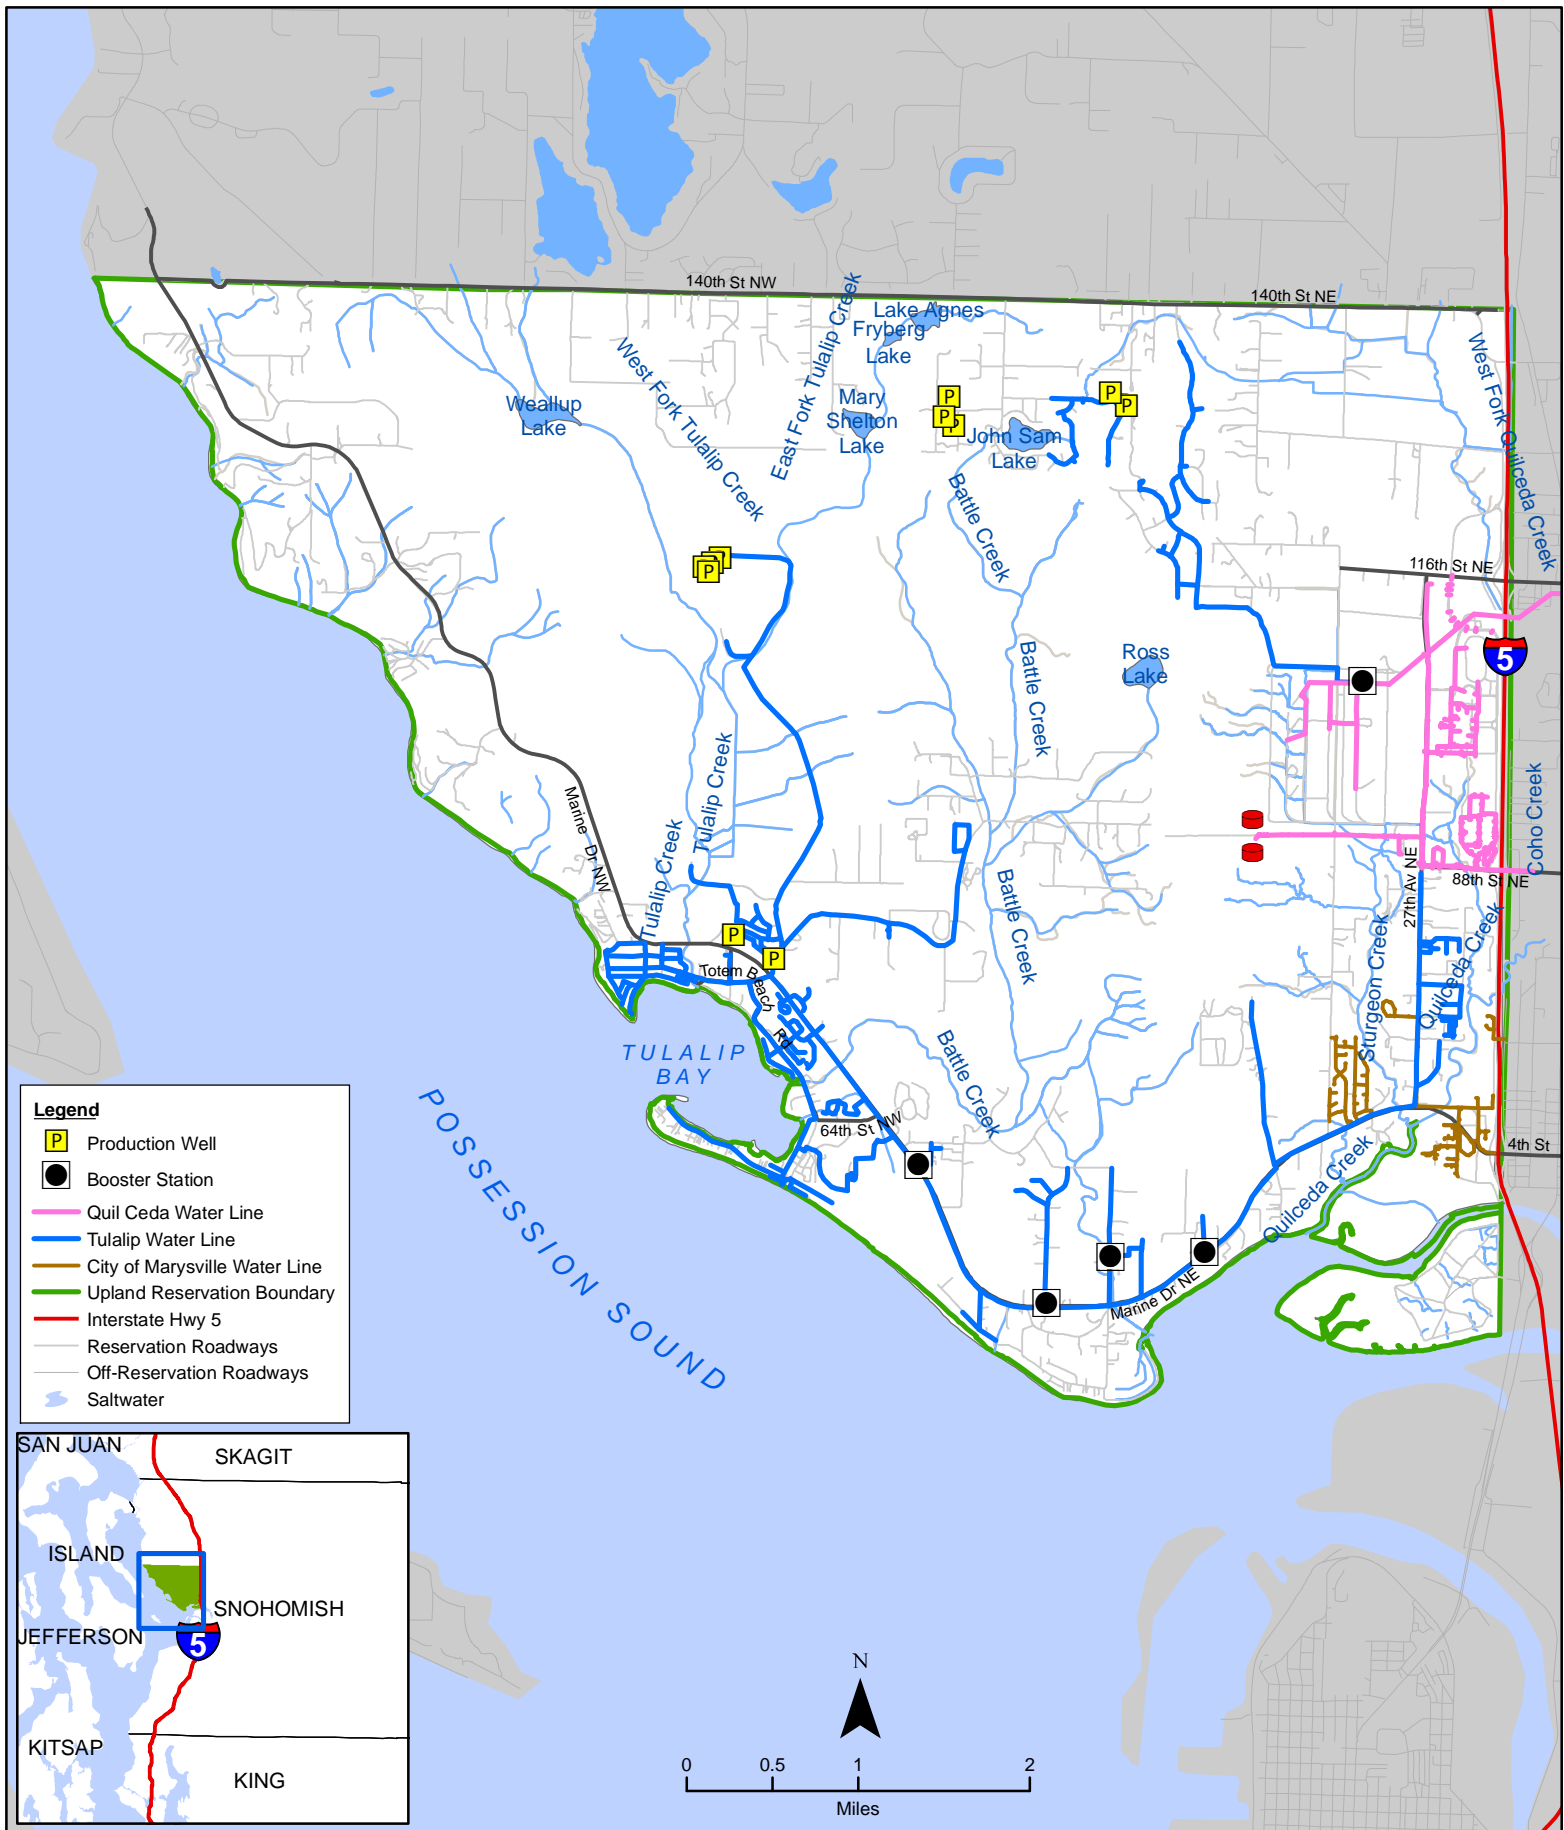 140th St NW
140th St NE
Lake Agnes
Fryberg
Lake
West Fork Tulalip Creek
East Fork Tulalip Creek
West Fork Quilceda Creek
Weallup
Lake
Mary
Shelton
Lake
P
P
P
P
P
John Sam
Lake
Battle Creek
116th St NE
P
P
Battle Creek
Ross
Lake
5
Tulalip Creek
Marine Dr NW
Tulalip Creek
Coho Creek
27th Av NE
88th St NE
Battle Creek
Sturgeon Creek
Quilceda Creek
P
P
Totem Beach
Rd
TULALIP
BAY
Battle Creek
64th St NW
4th St
Quilceda Creek
Marine Dr NE
POSSESSION SOUND
Legend
P Production Well
Booster Station
Quil Ceda Water Line
Tulalip Water Line
City of Marysville Water Line
Upland Reservation Boundary
Interstate Hwy 5
Reservation Roadways
Off-Reservation Roadways
Saltwater
SAN JUAN
SKAGIT
ISLAND
SNOHOMISH
JEFFERSON
5
KITSAP
KING
N
0 0.5 1 2
Miles